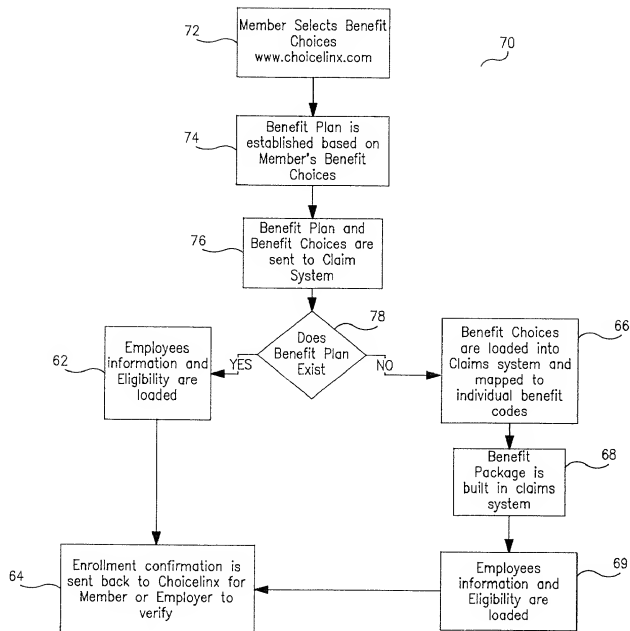 72
Member Selects Benefit
Choices
www.choicelinx.com
70
74
Benefit Plan is
established based on
Member's Benefit
Choices
76
Benefit Plan and
Benefit Choices are
sent to Claim
System
78
Does
Benefit Plan
Exist
YES
NO
62
Employees
information and
Eligibility are
loaded
66
Benefit Choices
are loaded into
Claims system and
mapped to
individual benefit
codes
68
Benefit
Package is
built in claims
system
64
Enrollment confirmation is
sent back to Choicelinx for
Member or Employer to
verify
69
Employees
information and
Eligibility are
loaded